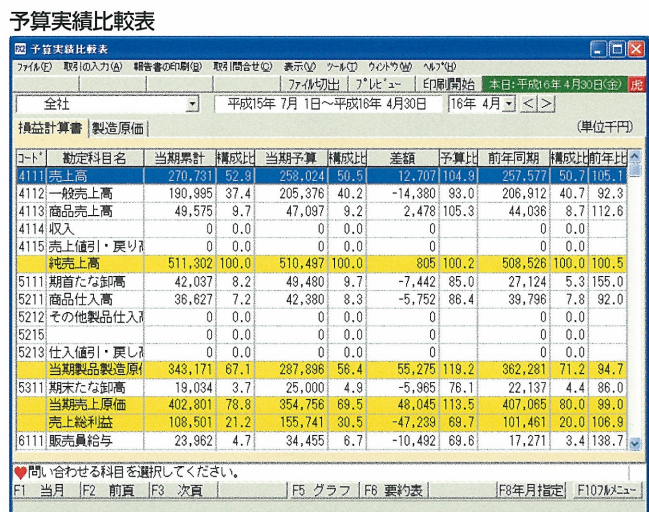 予算実績比較表
予算実績比較表
ファイル(F) 取引の入力(A) 報告書の印刷(R) 取引問合せ(C) 表示(V) ツール(T) ウィンドウ(W) ヘルプ(H)
ファイル切出 プレビュー 印刷開始 本日:平成16年 4月30日(金) 虎
全社 平成15年 7月 1日～平成16年 4月30日 16年 4月 < >
損益計算書 製造原価 (単位千円)
コード 勘定科目名 当期累計 構成比 当期予算 構成比 差額 予算比 前年同期 構成比 前年比
4111 売上高 270,731 52.9 258,024 50.5 12,707 104.9 257,577 50.7 105.1
4112 一般売上高 190,995 37.4 205,376 40.2 -14,380 93.0 206,912 40.7 92.3
4113 商品売上高 49,575 9.7 47,097 9.2 2,478 105.3 44,036 8.7 112.6
4114 収入 0 0.0 0 0.0 0 0 0.0
4115 売上値引・戻り 0 0.0 0 0.0 0 0 0.0
純売上高 511,302 100.0 510,497 100.0 805 100.2 508,526 100.0 100.5
5111 期首たな卸高 42,037 8.2 49,480 9.7 -7,442 85.0 27,124 5.3 155.0
5211 商品仕入高 36,627 7.2 42,380 8.3 -5,752 86.4 39,796 7.8 92.0
5212 その他製品仕入 0 0.0 0 0.0 0 0 0.0
5215 0 0.0 0 0.0 0 0 0.0
5213 仕入値引・戻し 0 0.0 0 0.0 0 0 0.0
当期製品製造原 343,171 67.1 287,896 56.4 55,275 119.2 362,281 71.2 94.7
5311 期末たな卸高 19,034 3.7 25,000 4.9 -5,965 76.1 22,137 4.4 86.0
当期売上原価 402,801 78.8 354,756 69.5 48,045 113.5 407,065 80.0 99.0
売上総利益 108,501 21.2 155,741 30.5 -47,239 69.7 101,461 20.0 106.9
6111 販売員給与 23,962 4.7 34,455 6.7 -10,492 69.6 17,271 3.4 138.7
♥問い合わせる科目を選択してください。
F1 当月 F2 前頁 F3 次頁 F5 グラフ F6 要約表 F8年月指定 F10フルメニュー